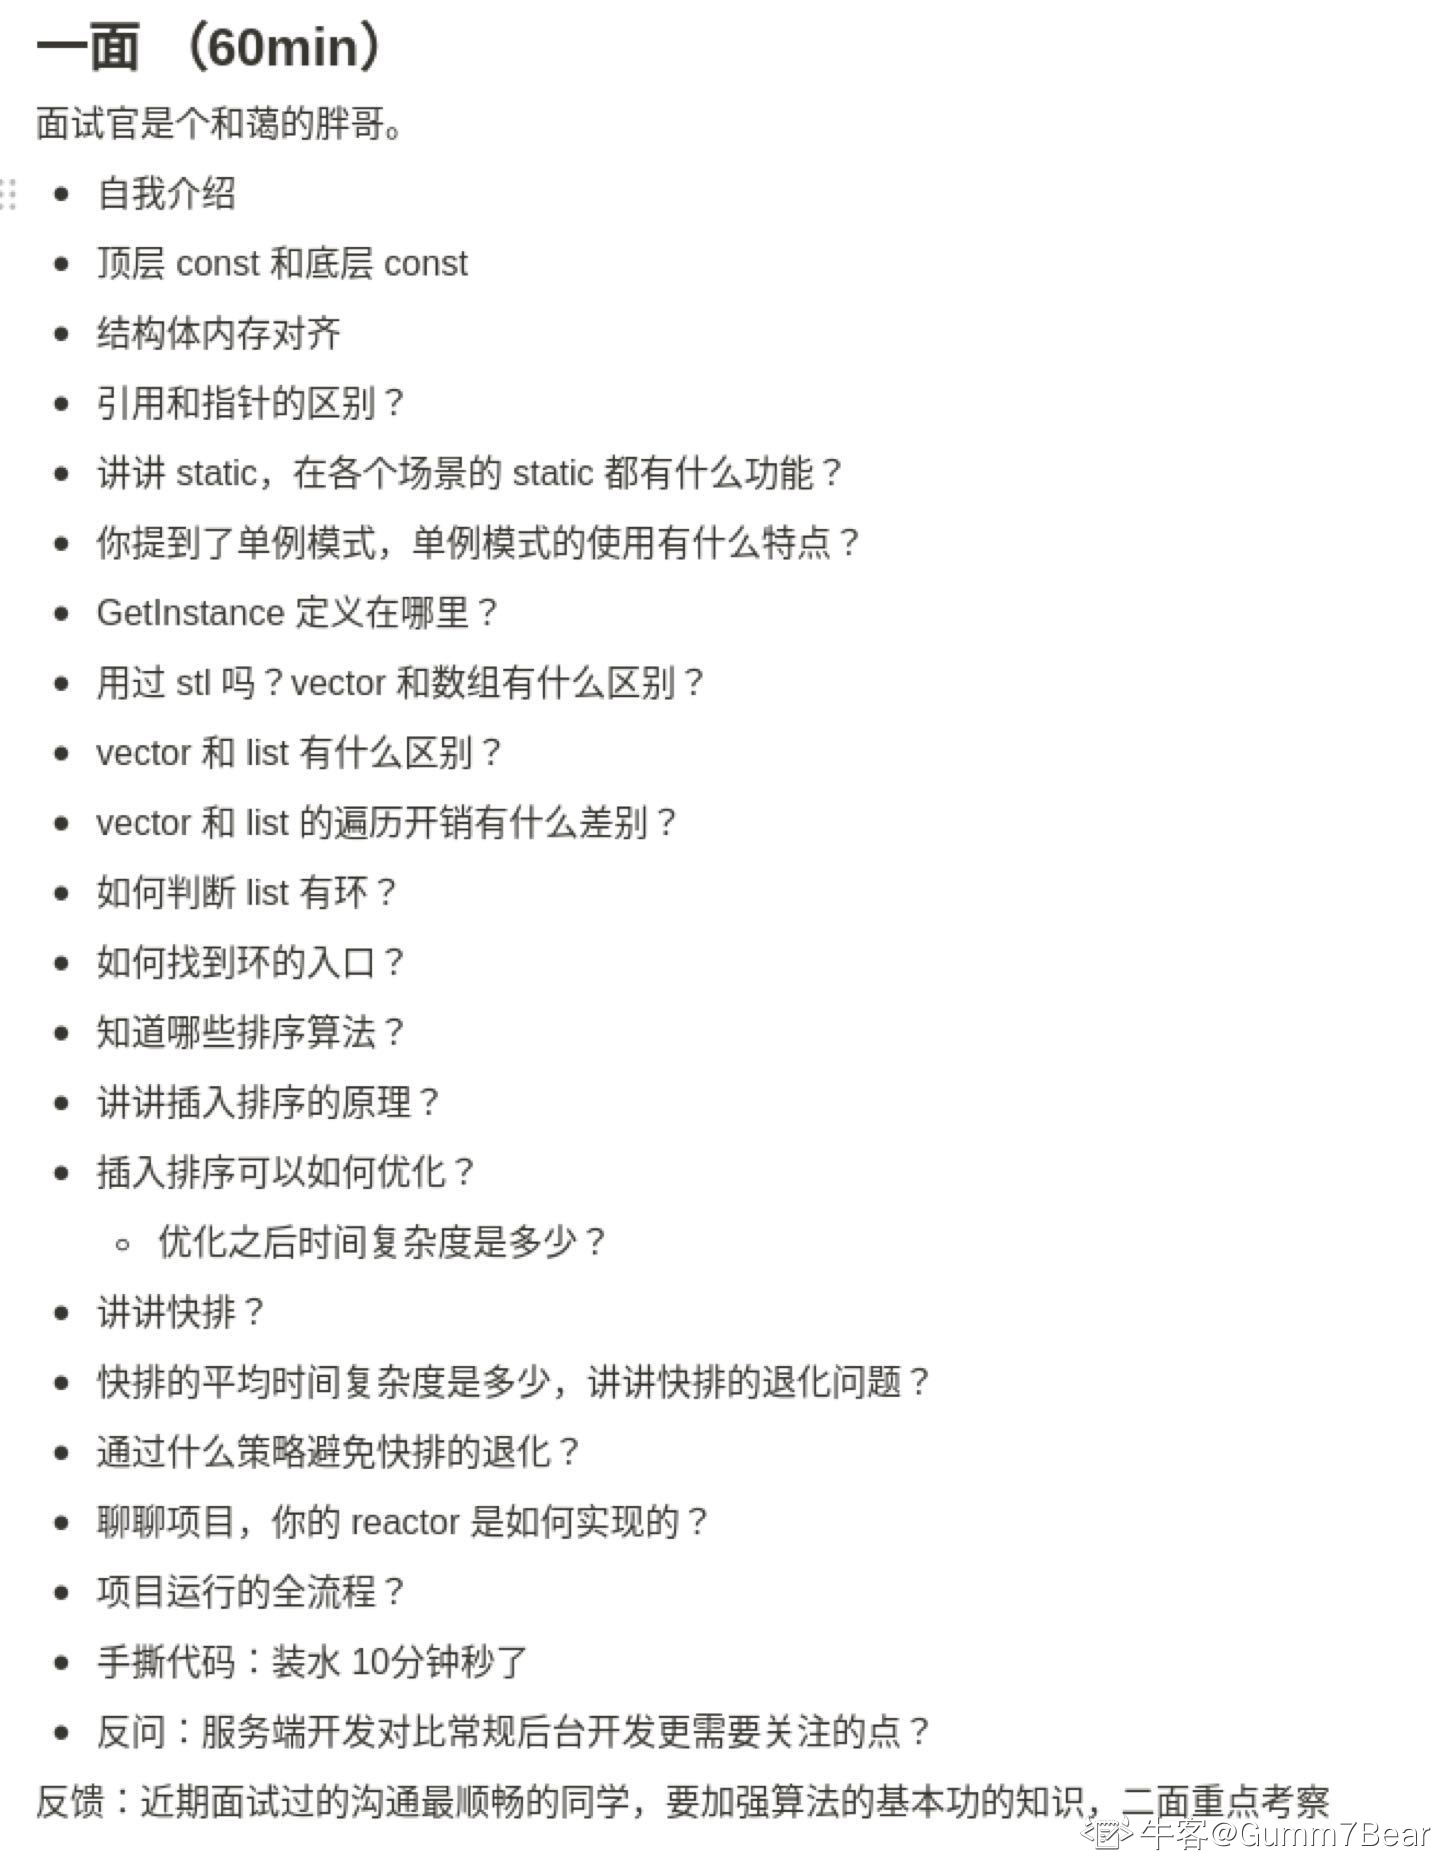 一面 （60min）
面试官是个和蔼的胖哥。
自我介绍
顶层 const 和底层 const
结构体内存对齐
引用和指针的区别？
讲讲 static，在各个场景的 static 都有什么功能？
你提到了单例模式，单例模式的使用有什么特点？
GetInstance 定义在哪里？
用过 stl 吗？vector 和数组有什么区别？
vector 和 list 有什么区别？
vector 和 list 的遍历开销有什么差别？
如何判断 list 有环？
如何找到环的入口？
知道哪些排序算法？
讲讲插入排序的原理？
插入排序可以如何优化？
优化之后时间复杂度是多少？
讲讲快排？
快排的平均时间复杂度是多少，讲讲快排的退化问题？
通过什么策略避免快排的退化？
聊聊项目，你的 reactor 是如何实现的？
项目运行的全流程？
手撕代码：装水 10分钟秒了
反问：服务端开发对比常规后台开发更需要关注的点？
反馈：近期面试过的沟通最顺畅的同学，要加强算法的基本功的知识，二面重点考察
牛客@Gumm7Bear